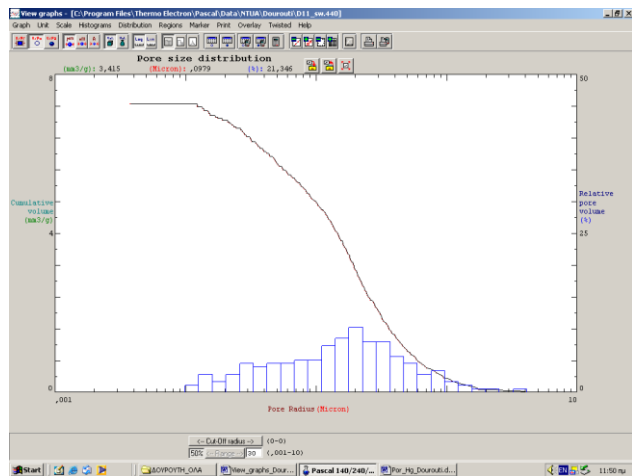 View graphs - [C:\Program Files\Thermo Electron\Pascal\Data\NTUA\Dourouti\D11_sw.440]
Graph Unit Scale Histograms Distribution Regions Marker Print Overlay Twisted Help
Pore size distribution
(mm3/g): 3,415 (Micron): ,0979 (%): 21,346
8
50
Cumulative
volume
(mm3/g)
4
Relative
pore
volume
(%)
25
0
0
,001
10
Pore Radius(Micron)
<- Cut-Off radius -> (0-0)
50% <- Range-> 30 (,001-10)
Start
ΔΟΥΡΟΥΤΗ_ΟΛΑ
View_graphs_Dour...
Pascal 140/240/...
Por_Hg_Dourouti.d...
EN
11:50 πμ